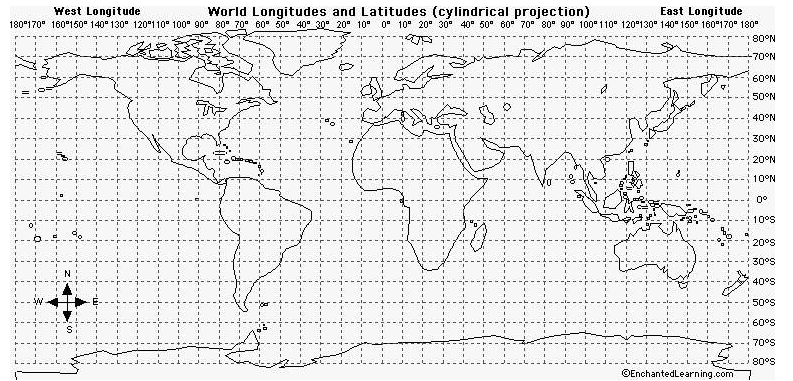 West Longitude World Longitudes and Latitudes (cylindrical projection) East Longitude
180° 170° 160° 150° 140° 130° 120° 110° 100° 90° 80° 70° 60° 50° 40° 30° 20° 10° 0° 10° 20° 30° 40° 50° 60° 70° 80° 90° 100° 110° 120° 130° 140° 150° 160° 170° 180°
80°N
70°N
60°N
50°N
40°N
30°N
20°N
10°N
0°
10°S
20°S
30°S
N
40°S
W E 50°S
S
60°S
70°S
80°S
©EnchantedLearning.com